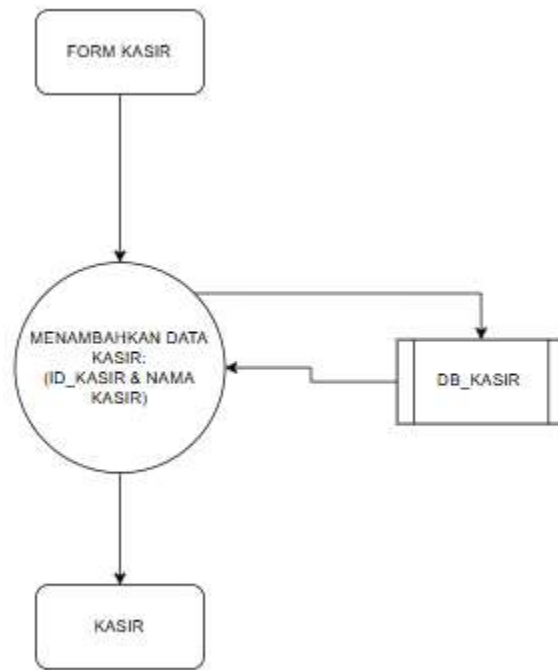 FORM KASIR
MENAMBAHKAN DATA
KASIR:
(ID_KASIR & NAMA
KASIR)
DB_KASIR
KASIR